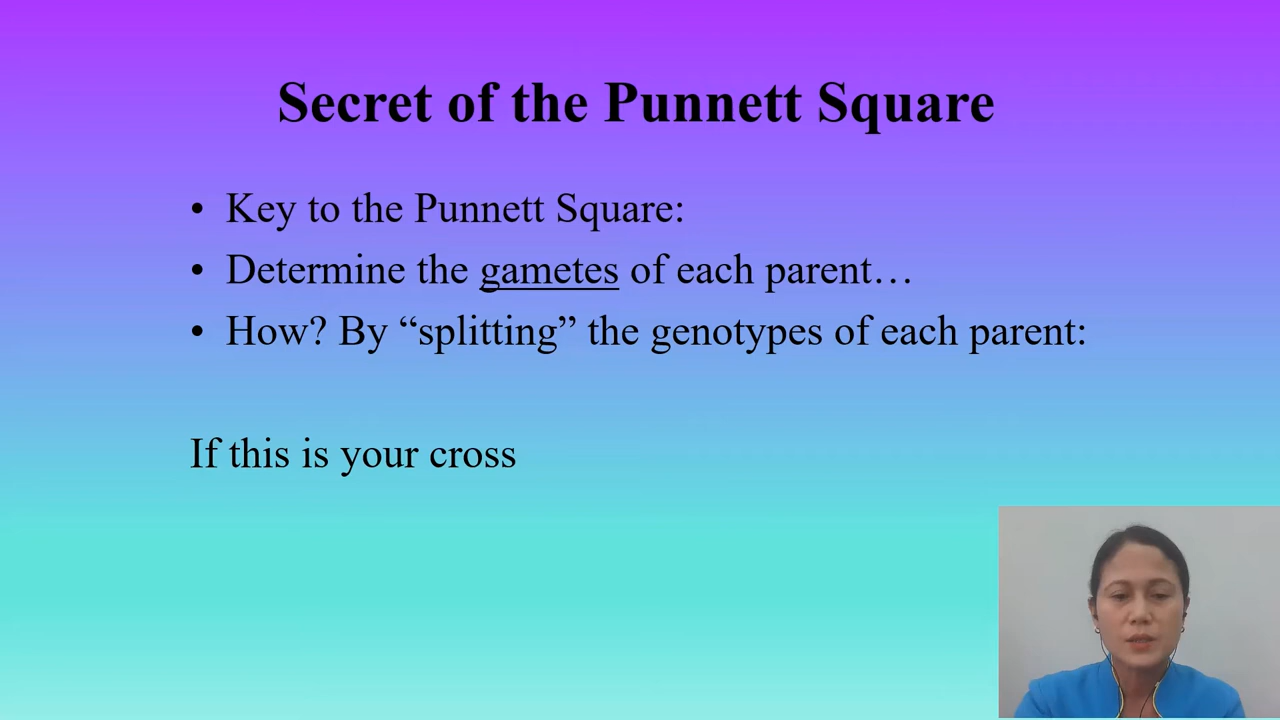 Secret of the Punnett Square
• Key to the Punnett Square:
• Determine the gametes of each parent…
• How? By “splitting” the genotypes of each parent:
If this is your cross